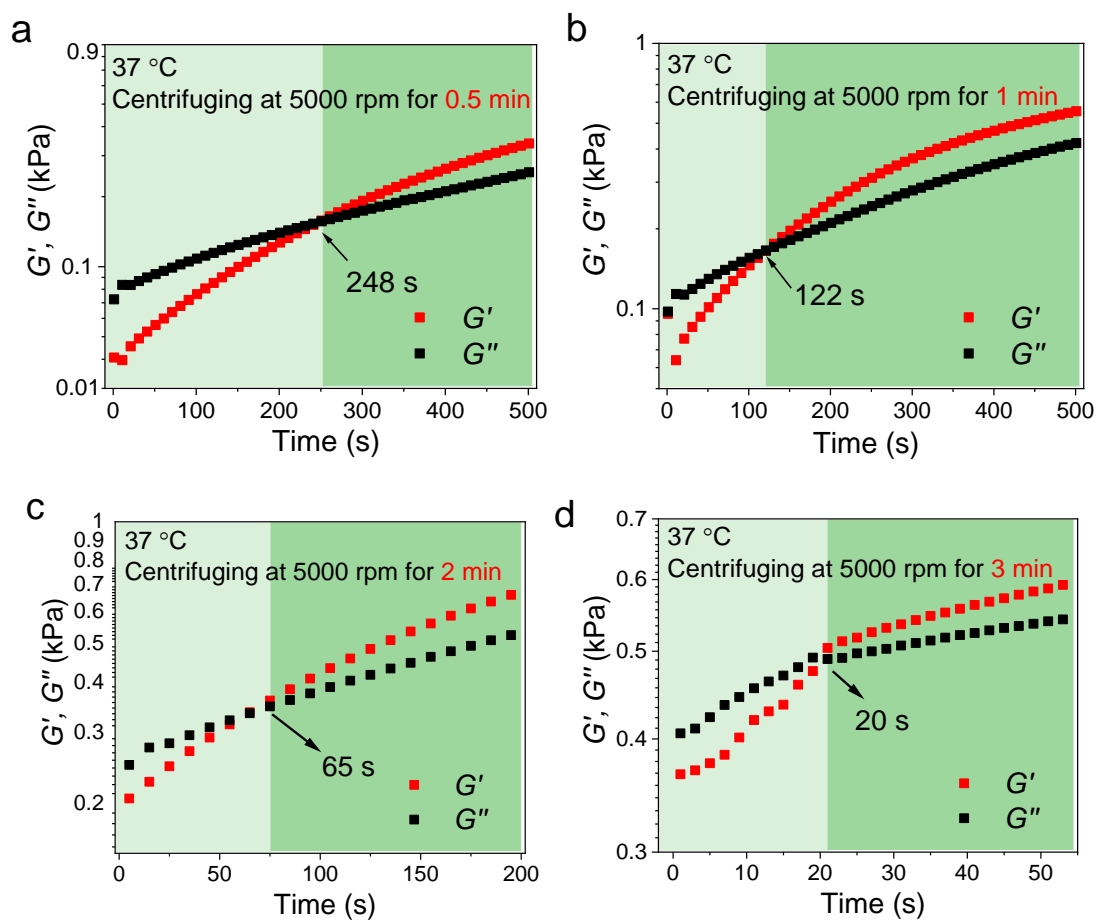 a
37 °C
Centrifuging at 5000 rpm for 0.5 min
0.9
0.1
0.01
G', G" (kPa)
248 s
G'
G"
0 100 200 300 400 500
Time (s)
b
37 °C
Centrifuging at 5000 rpm for 1 min
1
0.1
G', G" (kPa)
122 s
G'
G"
0 100 200 300 400 500
Time (s)
c
37 °C
Centrifuging at 5000 rpm for 2 min
1
0.9
0.8
0.7
0.6
0.5
0.4
0.3
0.2
G', G" (kPa)
65 s
G'
G"
0 50 100 150 200
Time (s)
d
37 °C
Centrifuging at 5000 rpm for 3 min
0.7
0.6
0.5
0.4
0.3
G', G" (kPa)
20 s
G'
G"
0 10 20 30 40 50
Time (s)